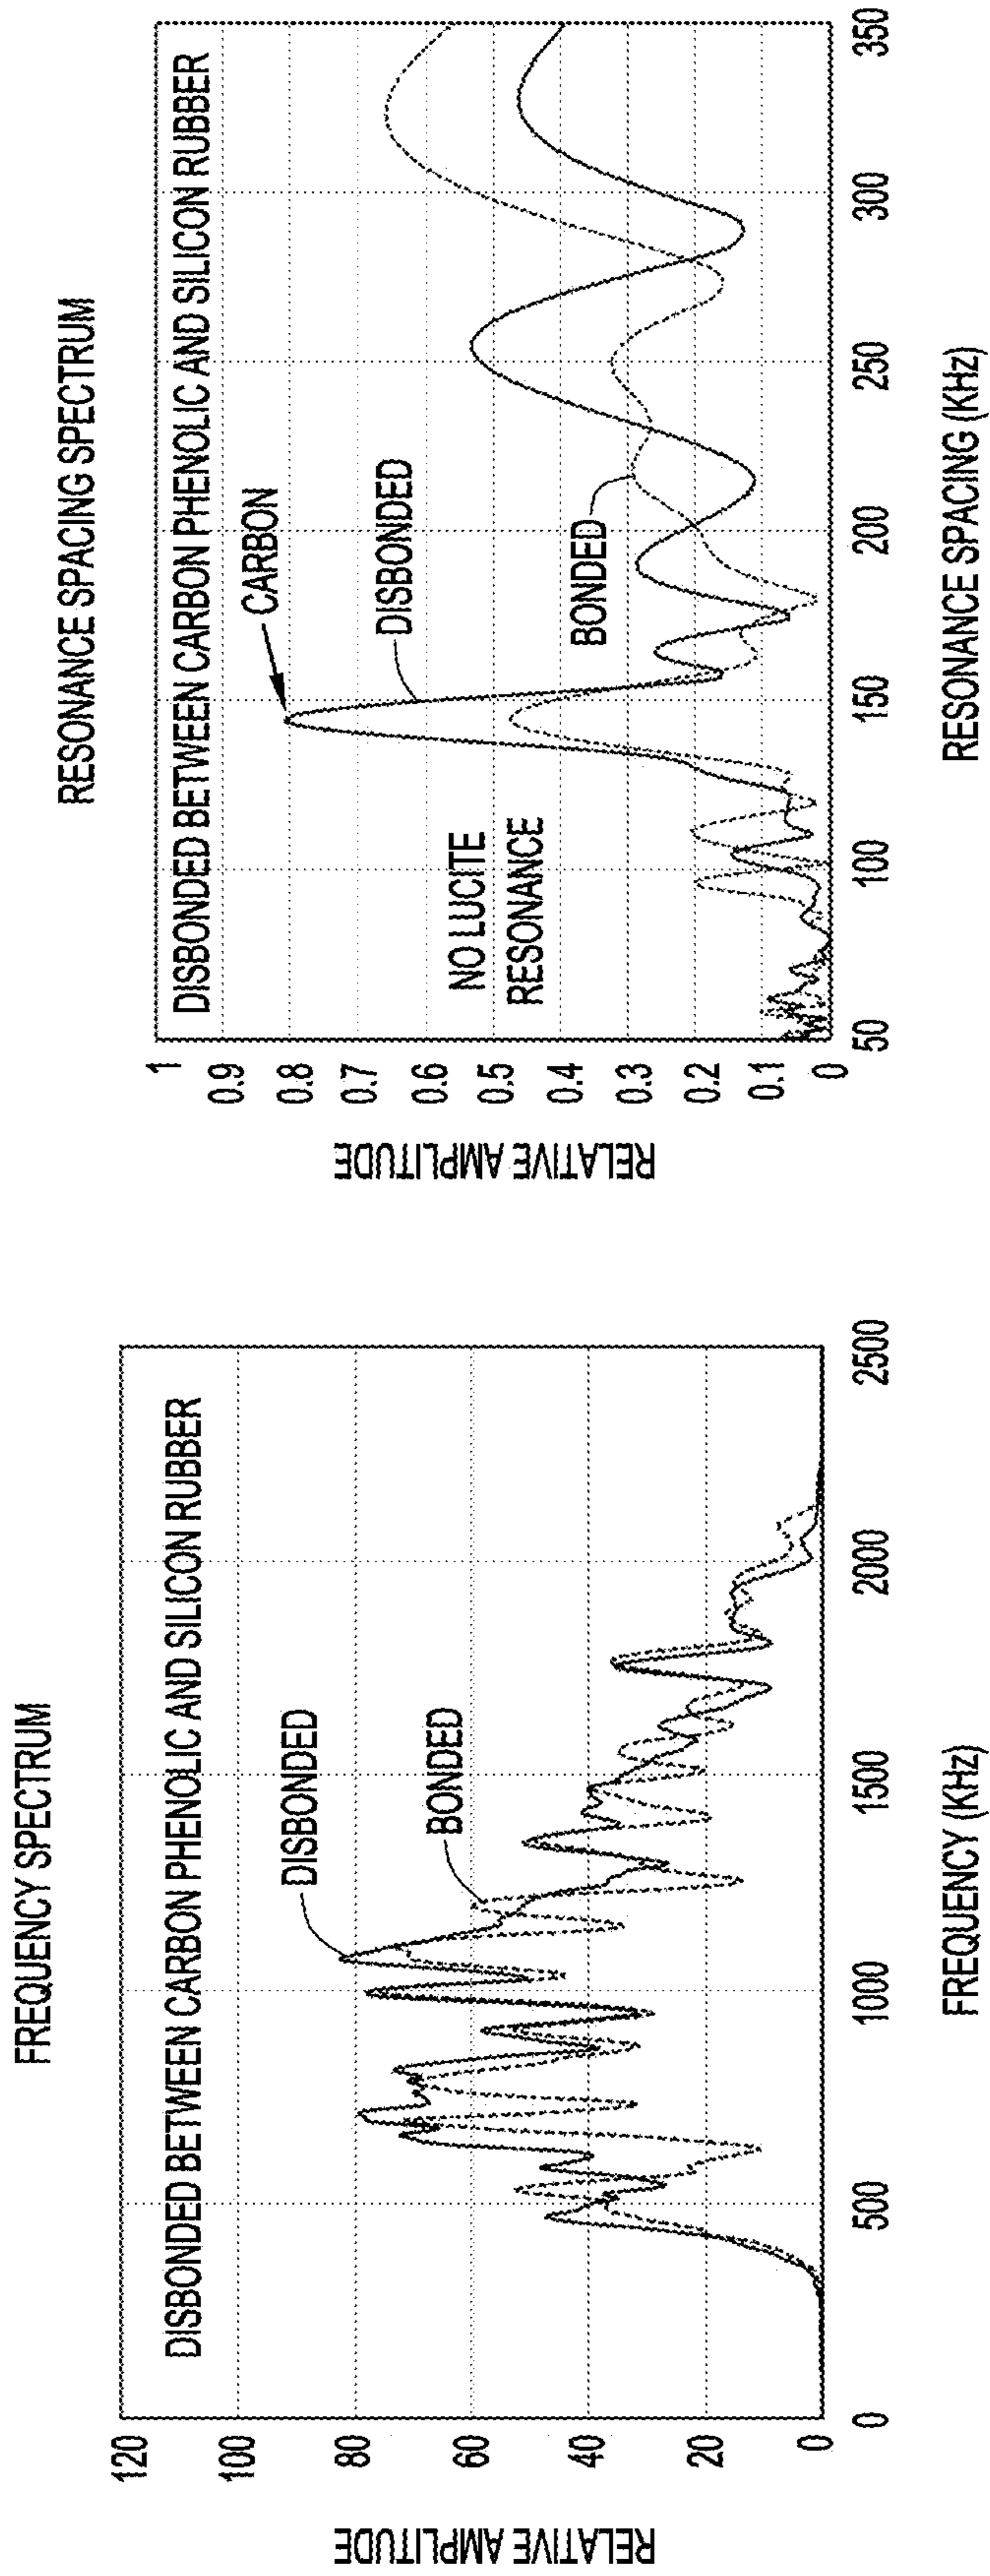 FREQUENCY SPECTRUM
DISBONDED BETWEEN CARBON PHENOLIC AND SILICON RUBBER
DISBONDED
BONDED
RELATIVE AMPLITUDE
120
100
80
60
40
20
0
0 500 1000 1500 2000 2500
FREQUENCY (KHz)
RESONANCE SPACING SPECTRUM
DISBONDED BETWEEN CARBON PHENOLIC AND SILICON RUBBER
CARBON
DISBONDED
NO LUCITE
RESONANCE
BONDED
RELATIVE AMPLITUDE
1
0.9
0.8
0.7
0.6
0.5
0.4
0.3
0.2
0.1
0
50 100 150 200 250 300 350
RESONANCE SPACING (KHz)